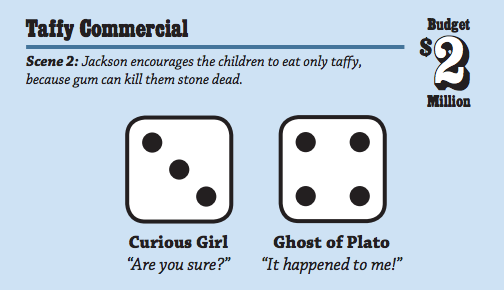 Taffy Commercial
Budget
$2
Million
Scene 2: Jackson encourages the children to eat only taffy,
because gum can kill them stone dead.
Curious Girl
Ghost of Plato
“Are you sure?”
“It happened to me!”